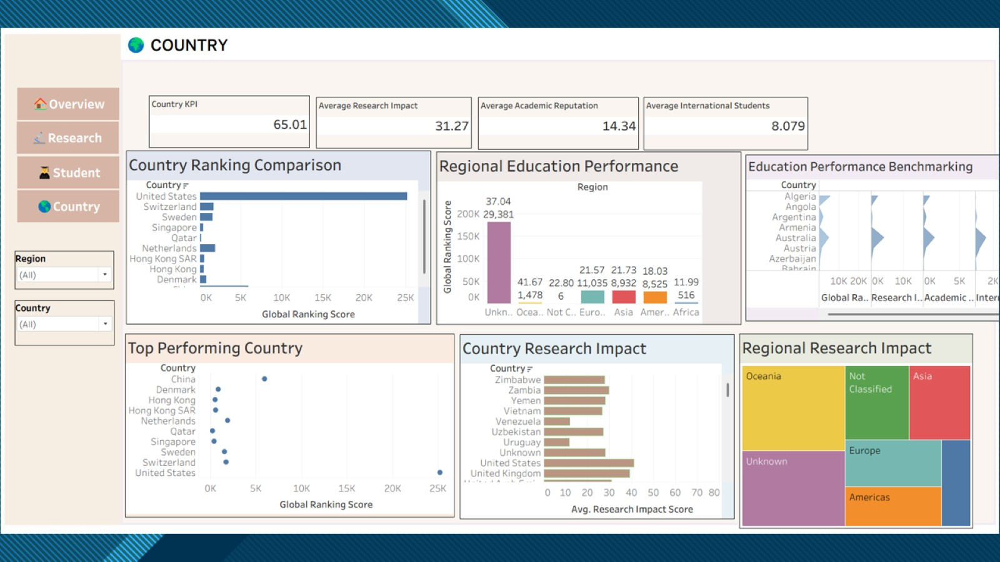 COUNTRY
Overview
Research
Student
Country
Region
(All)
Country
(All)
Country KPI
65.01
Average Research Impact
31.27
Average Academic Reputation
14.34
Average International Students
8.079
Country Ranking Comparison
Country
United States
Switzerland
Sweden
Singapore
Qatar
Netherlands
Hong Kong SAR
Hong Kong
Denmark
0K 5K 10K 15K 20K 25K
Global Ranking Score
Regional Education Performance
Region
Global Ranking Score
200K
150K
100K
50K
0K
37.04
29,381
41.67
1,478
22.80
6
21.57
11,035
21.73
8,932
18.03
8,525
11.99
516
Unkn.. Ocea.. Not C.. Euro.. Asia Amer.. Africa
Education Performance Benchmarking
Country
Algeria
Angola
Argentina
Armenia
Australia
Austria
Azerbaijan
Bahrain
10K 20K 0K 10K 0K 5K 2K
Global Ra.. Research I.. Academic .. Inter
Top Performing Country
Country
China
Denmark
Hong Kong
Hong Kong SAR
Netherlands
Qatar
Singapore
Sweden
Switzerland
United States
0K 5K 10K 15K 20K 25K
Global Ranking Score
Country Research Impact
Country
Zimbabwe
Zambia
Yemen
Vietnam
Venezuela
Uzbekistan
Uruguay
Unknown
United States
United Kingdom
0 10 20 30 40 50 60 70 80
Avg. Research Impact Score
Regional Research Impact
Oceania
Not
Classified
Asia
Unknown
Europe
Americas